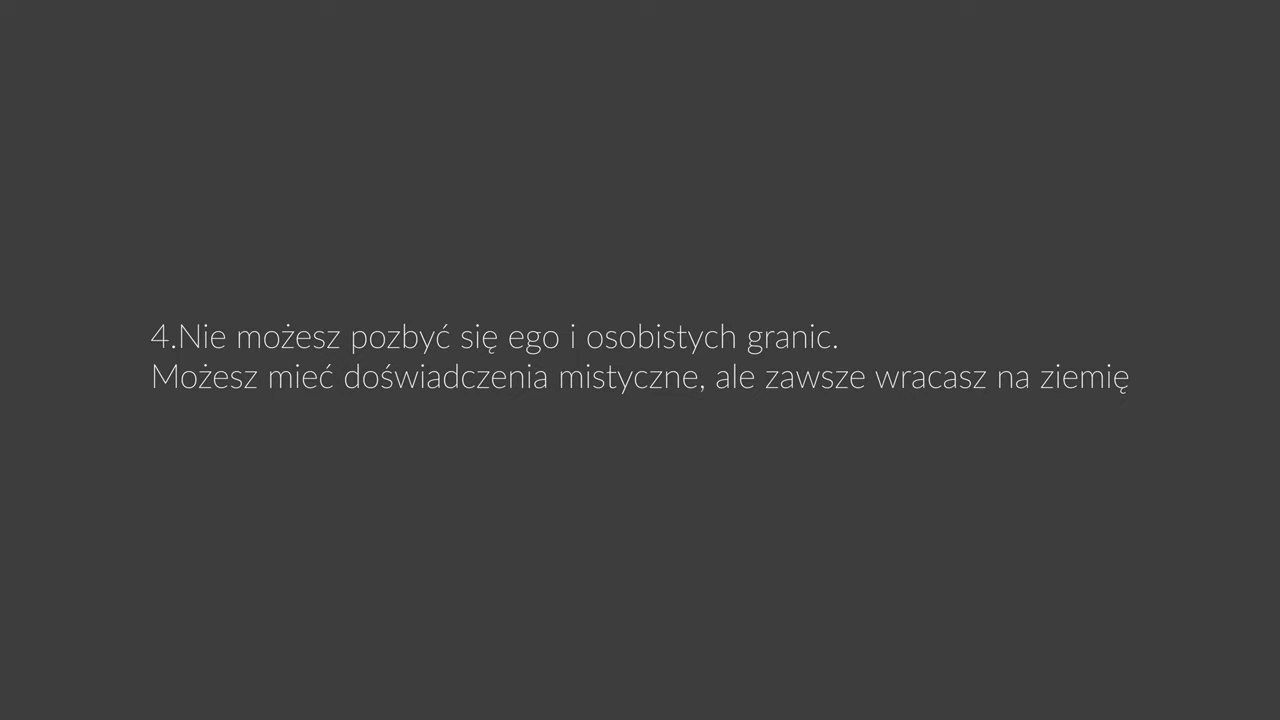 4.Nie możesz pozbyć się ego i osobistych granic.
Możesz mieć doświadczenia mistyczne, ale zawsze wracasz na ziemię